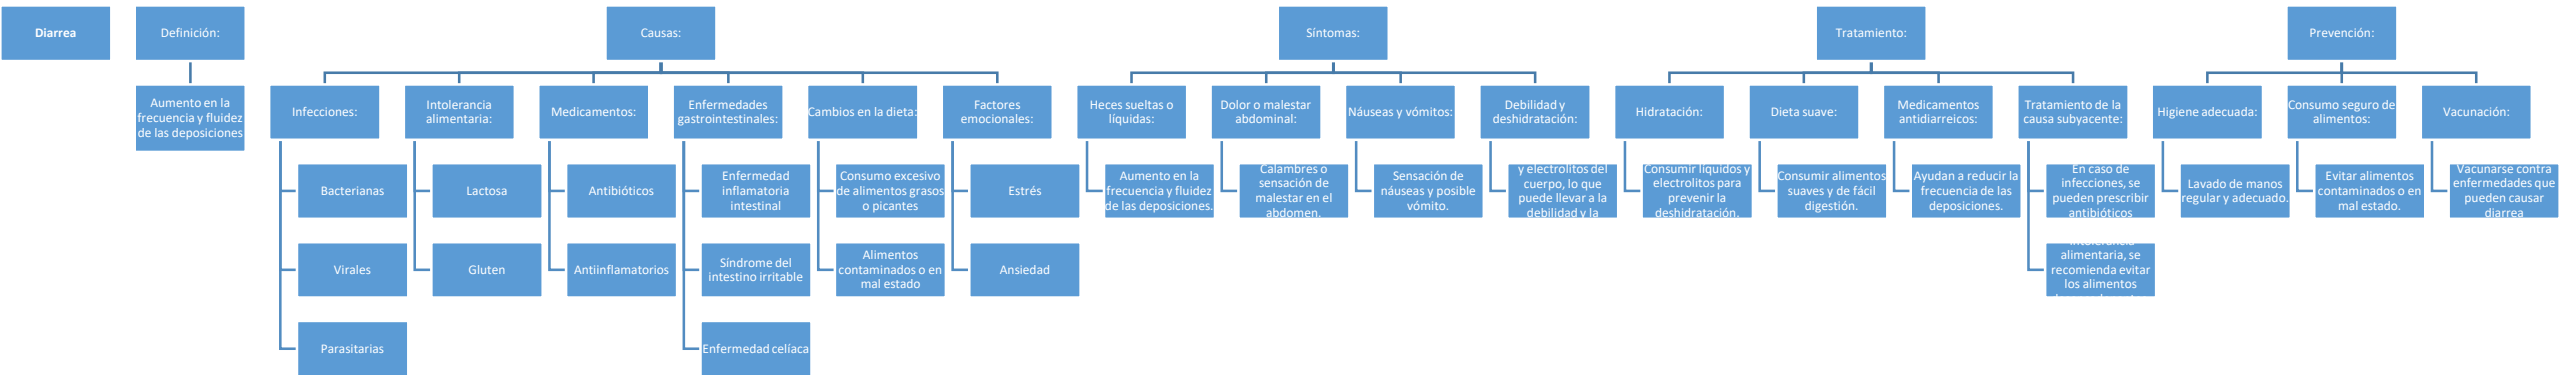 Diarrea
Definición:
Aumento en la
frecuencia y fluidez
de las deposiciones
Causas:
Infecciones:
Bacterianas
Virales
Parasitarias
Intolerancia
alimentaria:
Lactosa
Gluten
Medicamentos:
Antibióticos
Antiinflamatorios
Enfermedades
gastrointestinales:
Enfermedad
inflamatoria
intestinal
Síndrome del
intestino irritable
Enfermedad celíaca
Cambios en la dieta:
Consumo excesivo
de alimentos grasos
o picantes
Alimentos
contaminados o en
mal estado
Factores
emocionales:
Estrés
Ansiedad
Síntomas:
Heces sueltas o
líquidas:
Aumento en la
frecuencia y fluidez
de las deposiciones.
Dolor o malestar
abdominal:
Calambres o
sensación de
malestar en el
abdomen.
Náuseas y vómitos:
Sensación de
náuseas y posible
vómito.
Debilidad y
deshidratación:
y electrolitos del
cuerpo, lo que
puede llevar a la
debilidad y la
Tratamiento:
Hidratación:
Consumir líquidos y
electrolitos para
prevenir la
deshidratación.
Dieta suave:
Consumir alimentos
suaves y de fácil
digestión.
Medicamentos
antidiarreicos:
Ayudan a reducir la
frecuencia de las
deposiciones.
Tratamiento de la
causa subyacente:
En caso de
infecciones, se
pueden prescribir
antibióticos
alimentaria, se
recomienda evitar
los alimentos
Prevención:
Higiene adecuada:
Lavado de manos
regular y adecuado.
Consumo seguro de
alimentos:
Evitar alimentos
contaminados o en
mal estado.
Vacunación:
Vacunarse contra
enfermedades que
pueden causar
diarrea